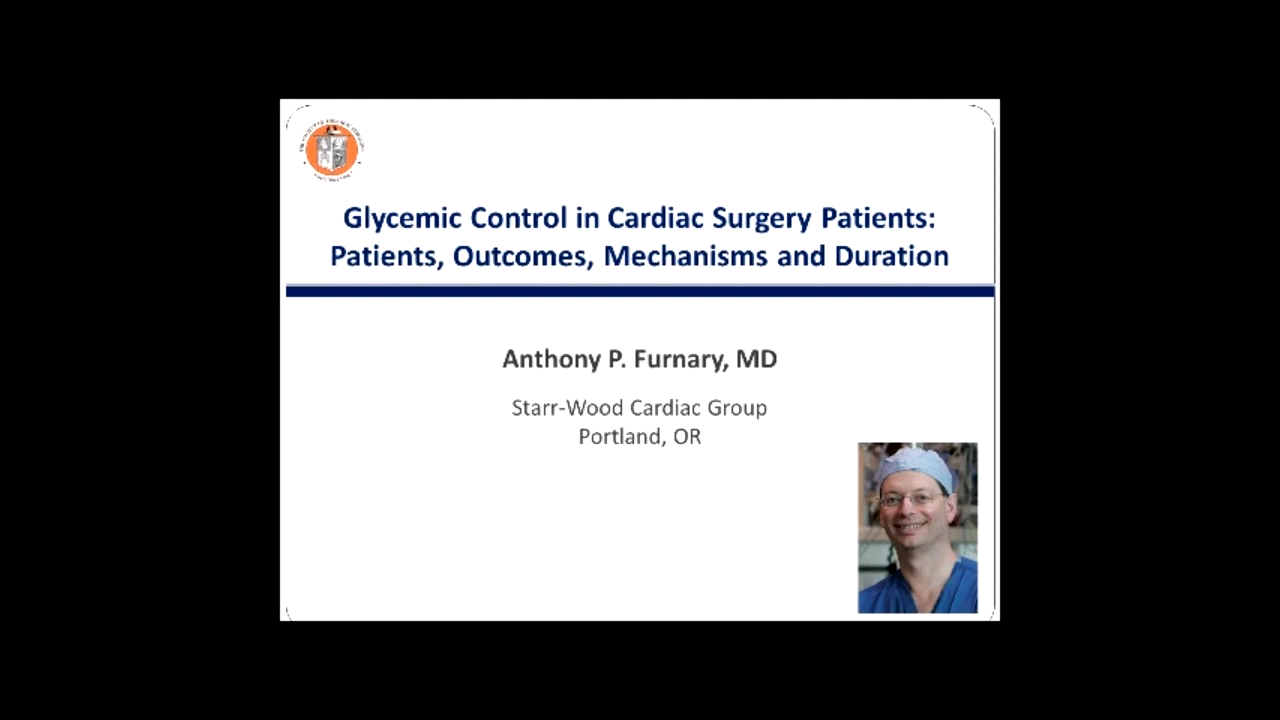 Glycemic Control in Cardiac Surgery Patients:
Patients, Outcomes, Mechanisms and Duration
Anthony P. Furnary, MD
Starr-Wood Cardiac Group
Portland, OR